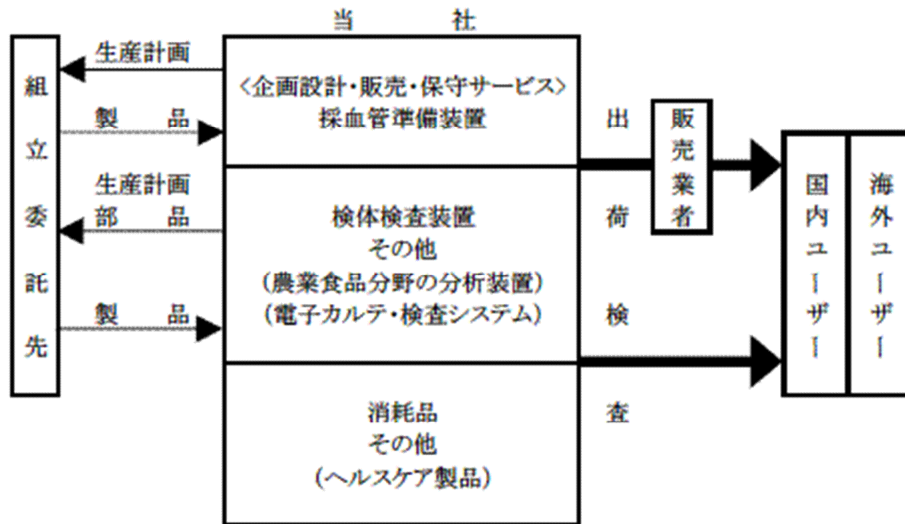 当　　　社
組立委託先
生産計画
製　　品
生産計画
部　　品
製　　品
〈企画設計・販売・保守サービス〉
採血管準備装置
検体検査装置
その他
(農業食品分野の分析装置)
(電子カルテ・検査システム)
消耗品
その他
(ヘルスケア製品)
出荷検査
販売業者
国内ユーザー
海外ユーザー